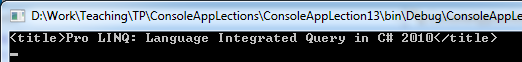 D:\Work\Teaching\TP\ConsoleAppLections\ConsoleAppLection13\bin\Debug\ConsoleAppLe
<title>Pro LINQ: Language Integrated Query in C# 2010</title>